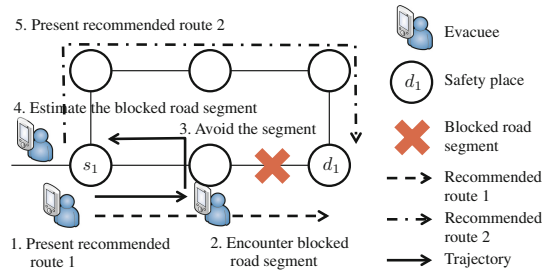 5. Present recommended route 2
4. Estimate the blocked road segment
3. Avoid the segment
s1
d1
1. Present recommended
route 1
2. Encounter blocked
road segment
Evacuee
d1
Safety place
Blocked road
segment
Recommended
route 1
Recommended
route 2
Trajectory